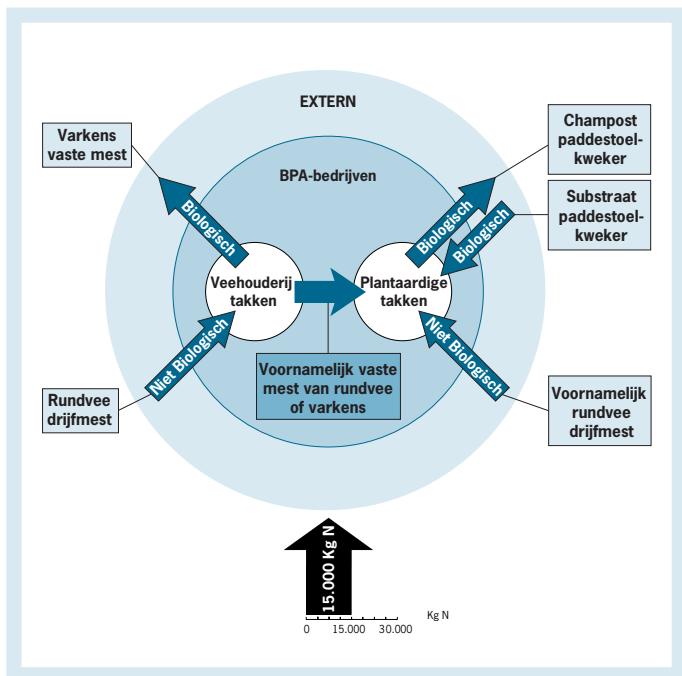 EXTERN
Varkens
vaste mest
Champost
paddestoel-
kweker
BPA-bedrijven
Substraat
paddestoel-
kweker
Biologisch
Biologisch
Biologisch
Veehouderij
takken
Plantaardige
takken
Niet Biologisch
Niet Biologisch
Voornamelijk vaste
mest van rundvee
of varkens
Rundvee
drijfmest
Voornamelijk
rundvee
drijfmest
15.000 Kg N
Kg N
0 15.000 30.000